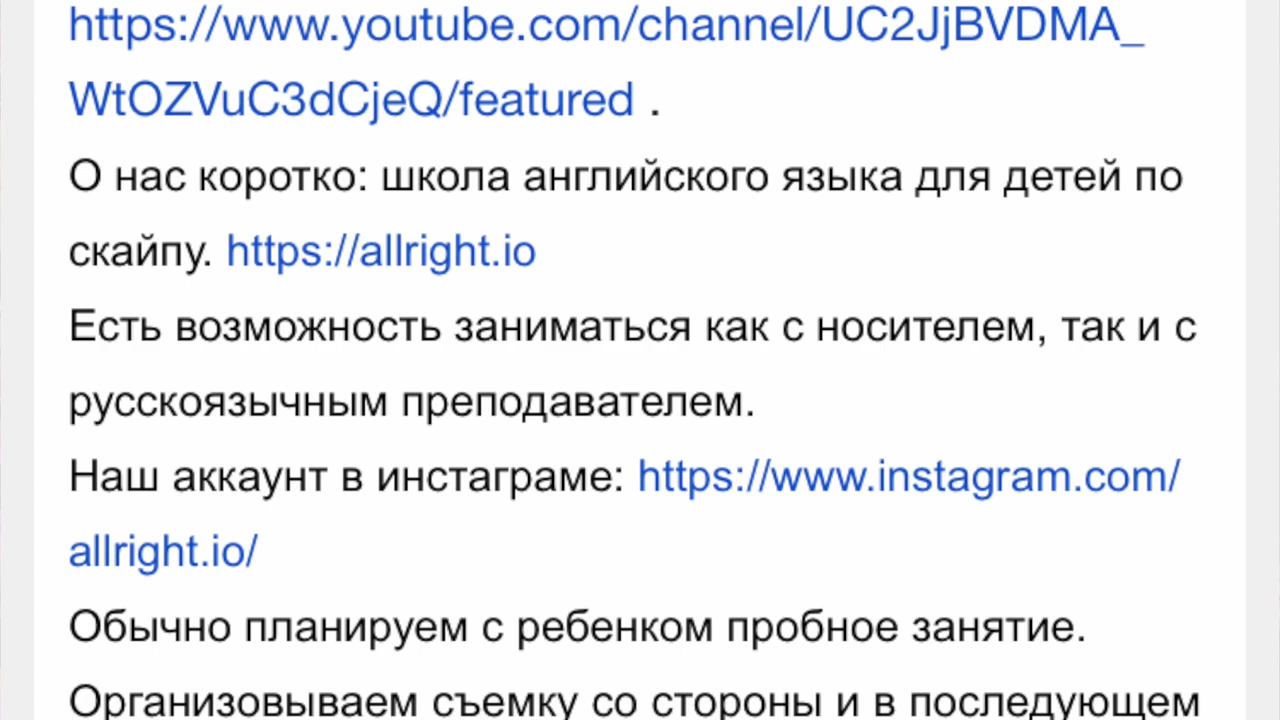 https://www.youtube.com/channel/UC2JjBVDMA_
WtOZVuC3dCjeQ/featured .
О нас коротко: школа английского языка для детей по
скайпу. https://allright.io
Есть возможность заниматься как с носителем, так и с
русскоязычным преподавателем.
Наш аккаунт в инстаграме: https://www.instagram.com/
allright.io/
Обычно планируем с ребенком пробное занятие.
Организовываем съемку со стороны и в последующем